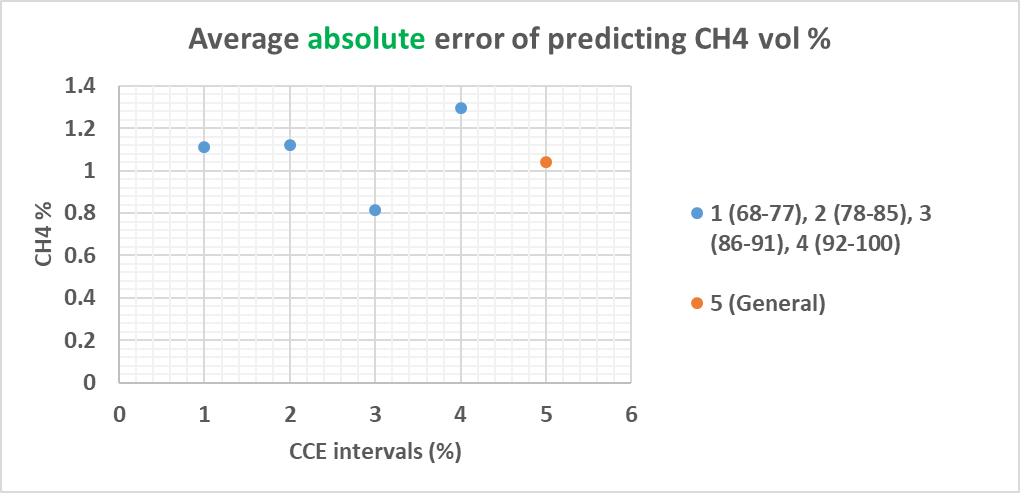 Average absolute error of predicting CH4 vol %
1.4
1.2
1
0.8
0.6
0.4
0.2
0
0 1 2 3 4 5 6
CH4 %
CCE intervals (%)
1 (68-77), 2 (78-85), 3
(86-91), 4 (92-100)
5 (General)